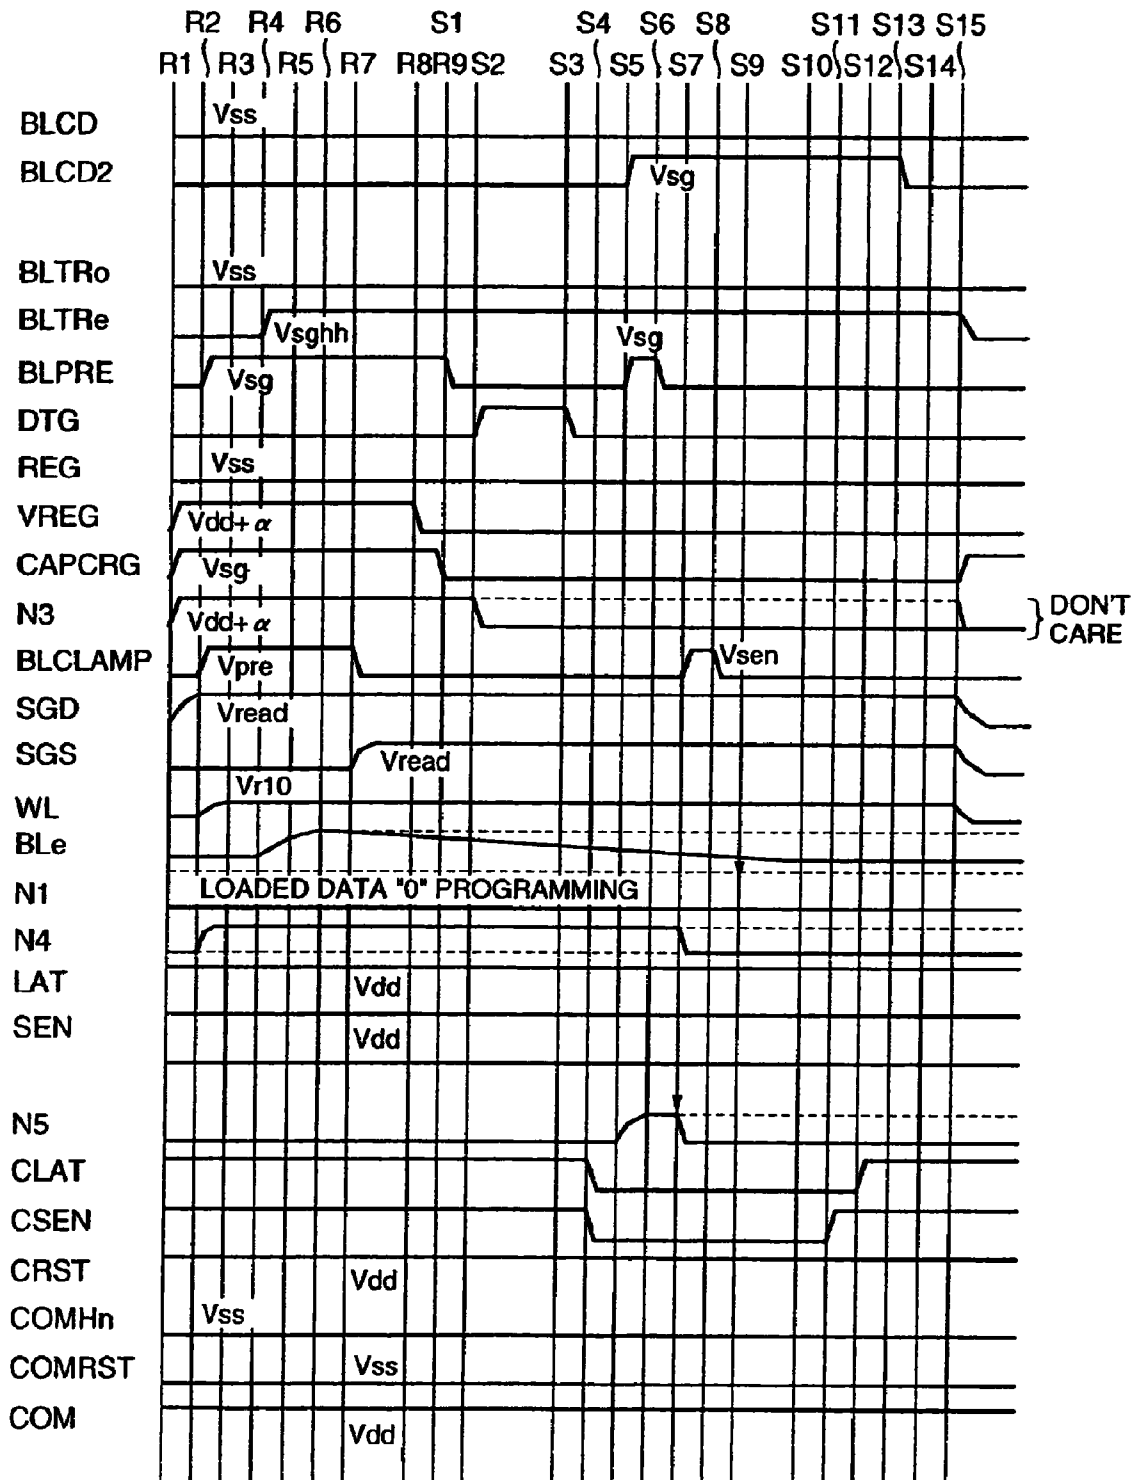 R2 R4 R6 S1 S4 S6 S8 S11 S13 S15
R1 R3 R5 R7 R8 R9 S2 S3 S5 S7 S9 S10 S12 S14
BLCD Vss
BLCD2 Vsg
BLTRo Vss
BLTRe Vsghh Vsg
BLPRE Vsg
DTG
REG Vss
VREG Vdd+α
CAPCRG Vsg
N3 Vdd+α DON'T
CARE
BLCLAMP Vpre Vsen
SGD Vread
SGS Vread
WL Vr10
BLe
N1 LOADED DATA "0" PROGRAMMING
N4
LAT Vdd
SEN Vdd
N5
CLAT
CSEN
CRST Vdd
COMHn Vss
COMRST Vss
COM Vdd